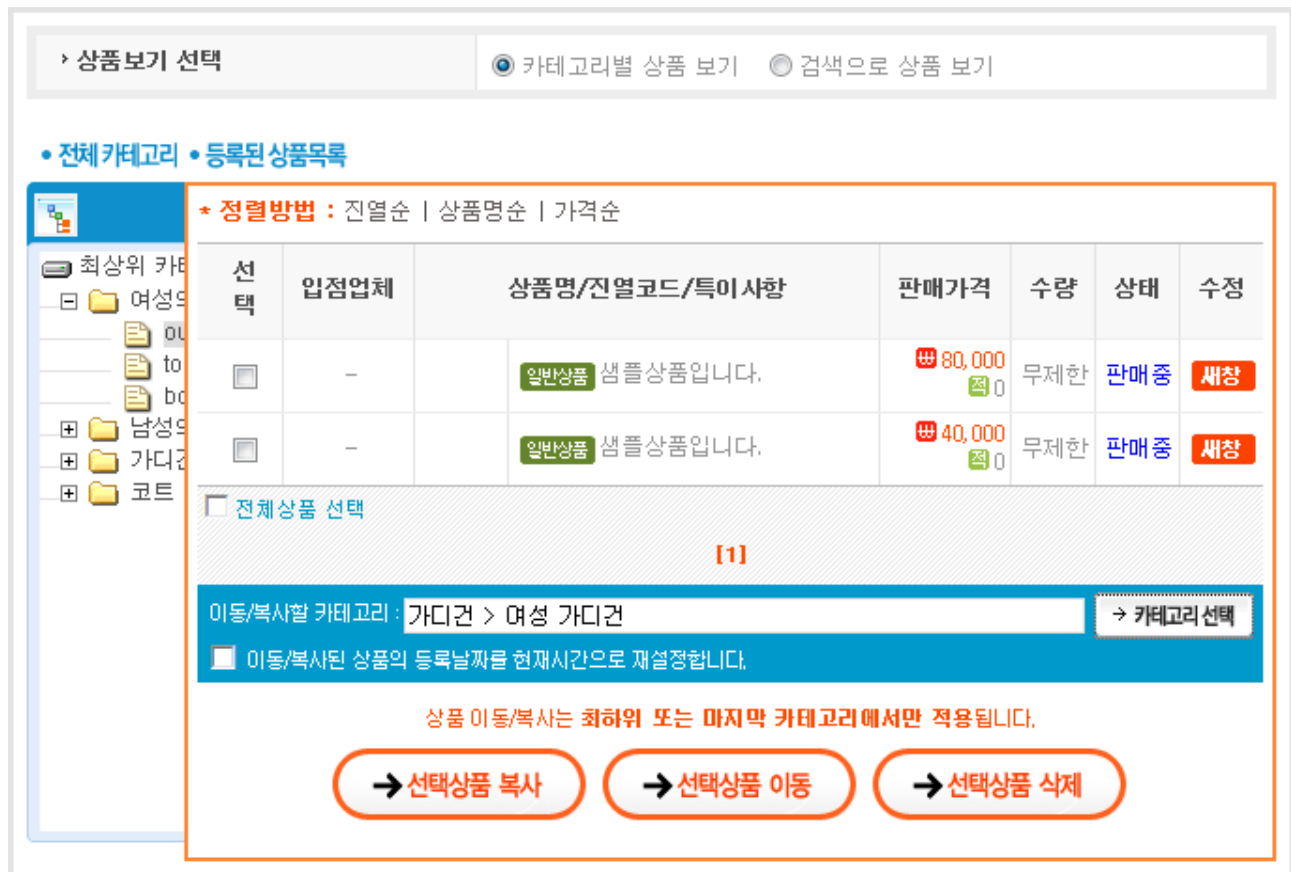 상품보기 선택 카테고리별 상품 보기 검색으로 상품 보기
• 전체 카테고리 • 등록된 상품목록
* 정렬방법 : 진열순 | 상품명순 | 가격순
최상위
여성
ou
to
bo
남성
가디건
코트
선택 입점업체 상품명/진열코드/특이사항 판매가격 수량 상태 수정
– 일반상품 샘플상품입니다. ₩ 80,000 적 0 무제한 판매중 새창
– 일반상품 샘플상품입니다. ₩ 40,000 적 0 무제한 판매중 새창
전체상품 선택
[1]
이동/복사할 카테고리 : 가디건 > 여성 가디건 → 카테고리 선택
이동/복사된 상품의 등록날짜를 현재시간으로 재설정합니다.
상품 이동/복사는 최하위 또는 마지막 카테고리에서만 적용됩니다.
→ 선택상품 복사 → 선택상품 이동 → 선택상품 삭제